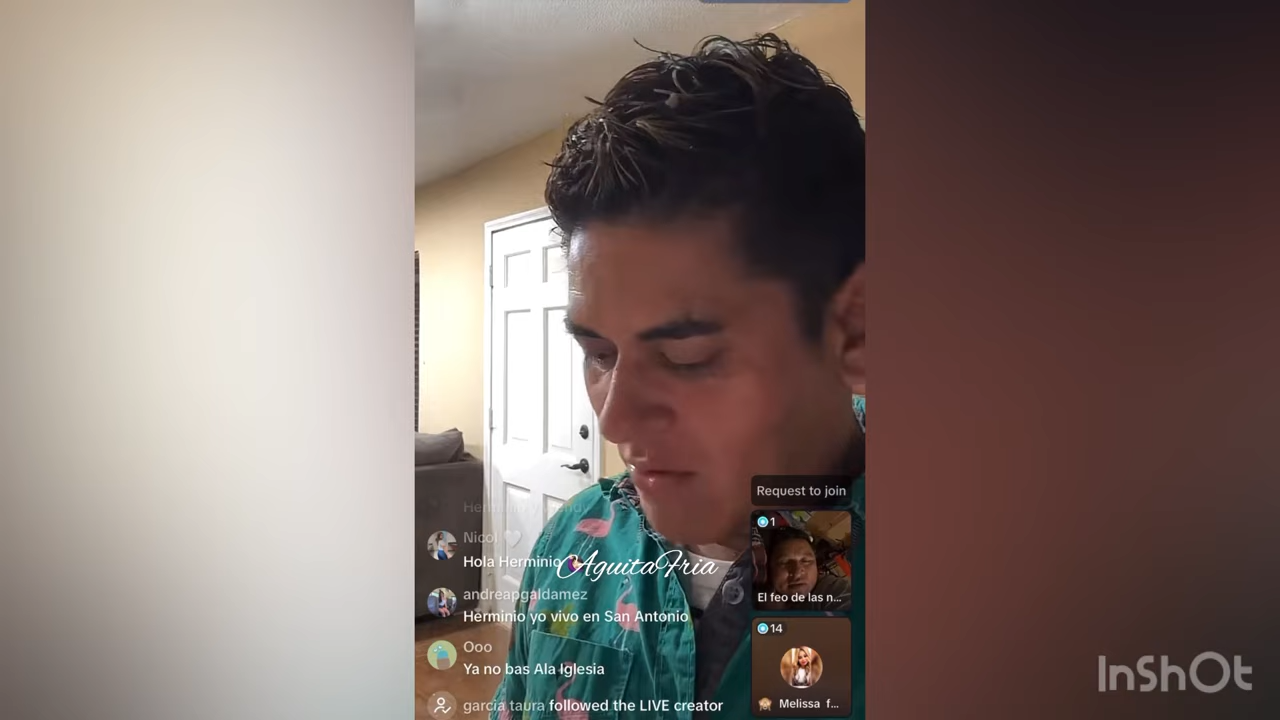 Request to join
1
El feo de las n...
14
Melissa f...
Nicol
Hola Herminio
AguitaFria
andreapgaldamez
Herminio yo vivo en San Antonio
Ooo
Ya no bas Ala Iglesia
garcia taura followed the LIVE creator
InShOt